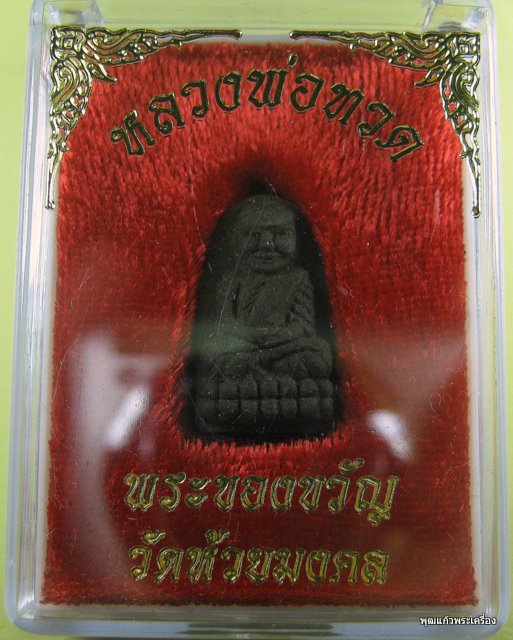 หลวงพ่อทวด
พระของขวัญ
วัดห้วยมงคล
พุฒแก้วพระเครื่อง